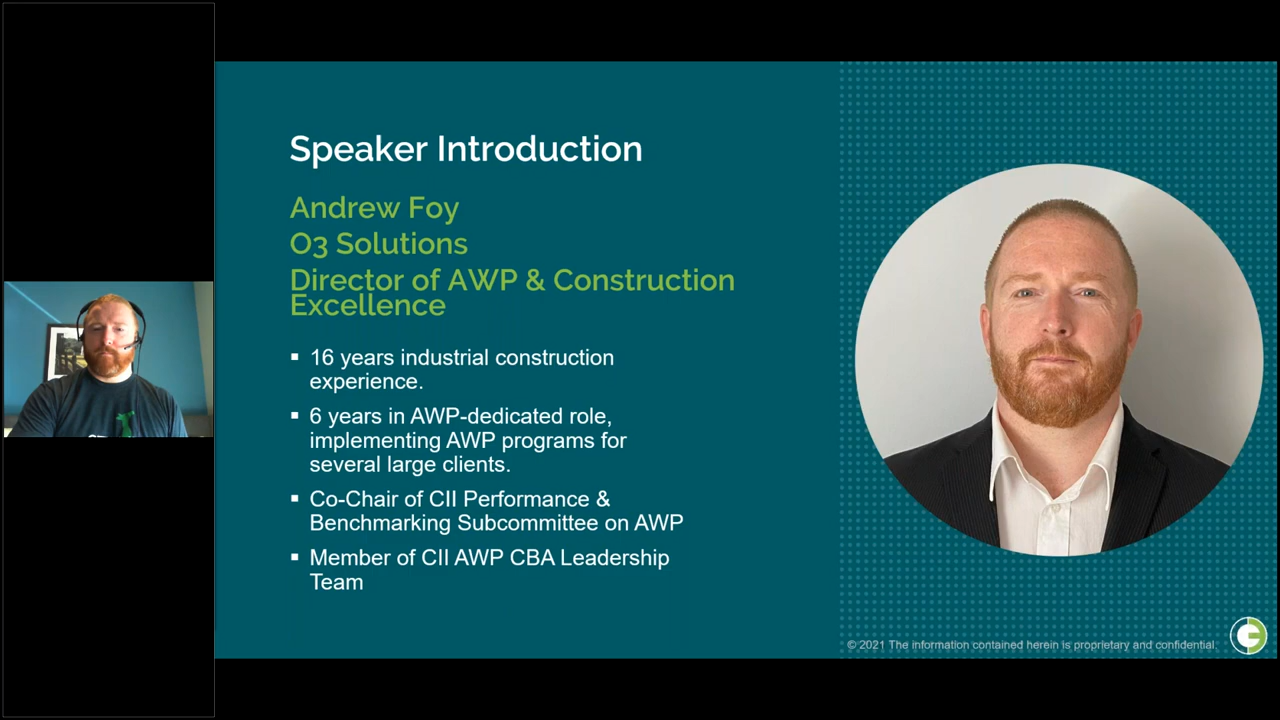 Speaker Introduction
Andrew Foy
O3 Solutions
Director of AWP & Construction
Excellence
▪ 16 years industrial construction
experience.
▪ 6 years in AWP-dedicated role,
implementing AWP programs for
several large clients.
▪ Co-Chair of CII Performance &
Benchmarking Subcommittee on AWP
▪ Member of CII AWP CBA Leadership
Team
© 2021 The information contained herein is proprietary and confidential.